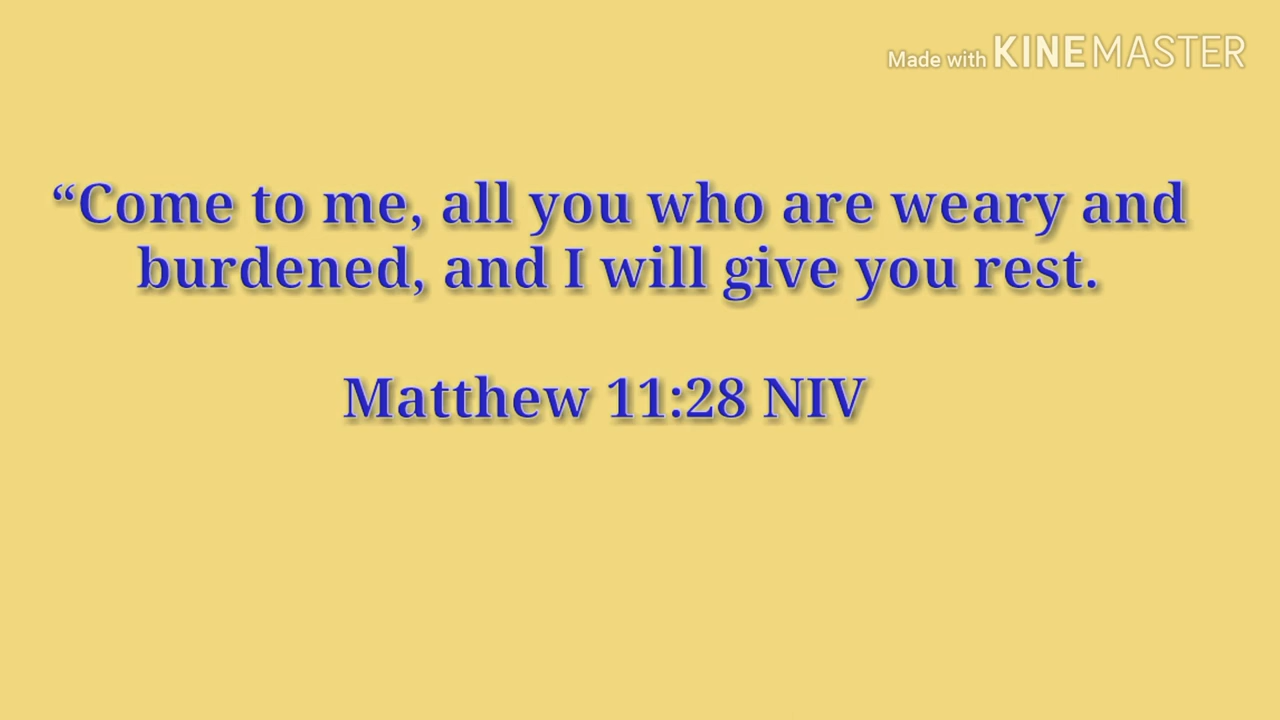 Made with KINEMASTER
“Come to me, all you who are weary and
burdened, and I will give you rest.
Matthew 11:28 NIV